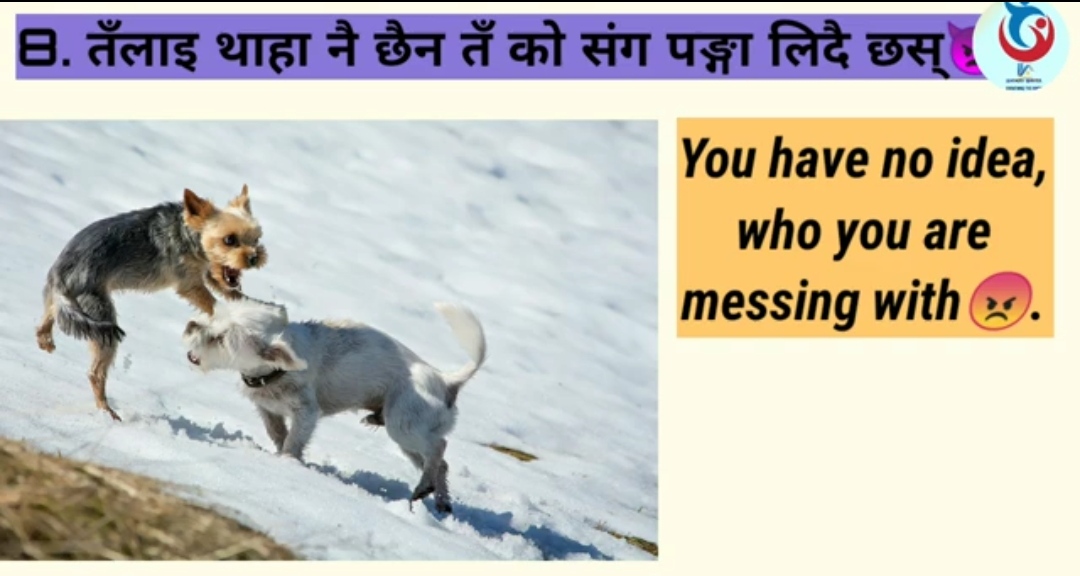 8. तँलाइ थाहा नै छैन तँ को संग पङ्गा लिदै छस्😈
You have no idea,
who you are
messing with😡.